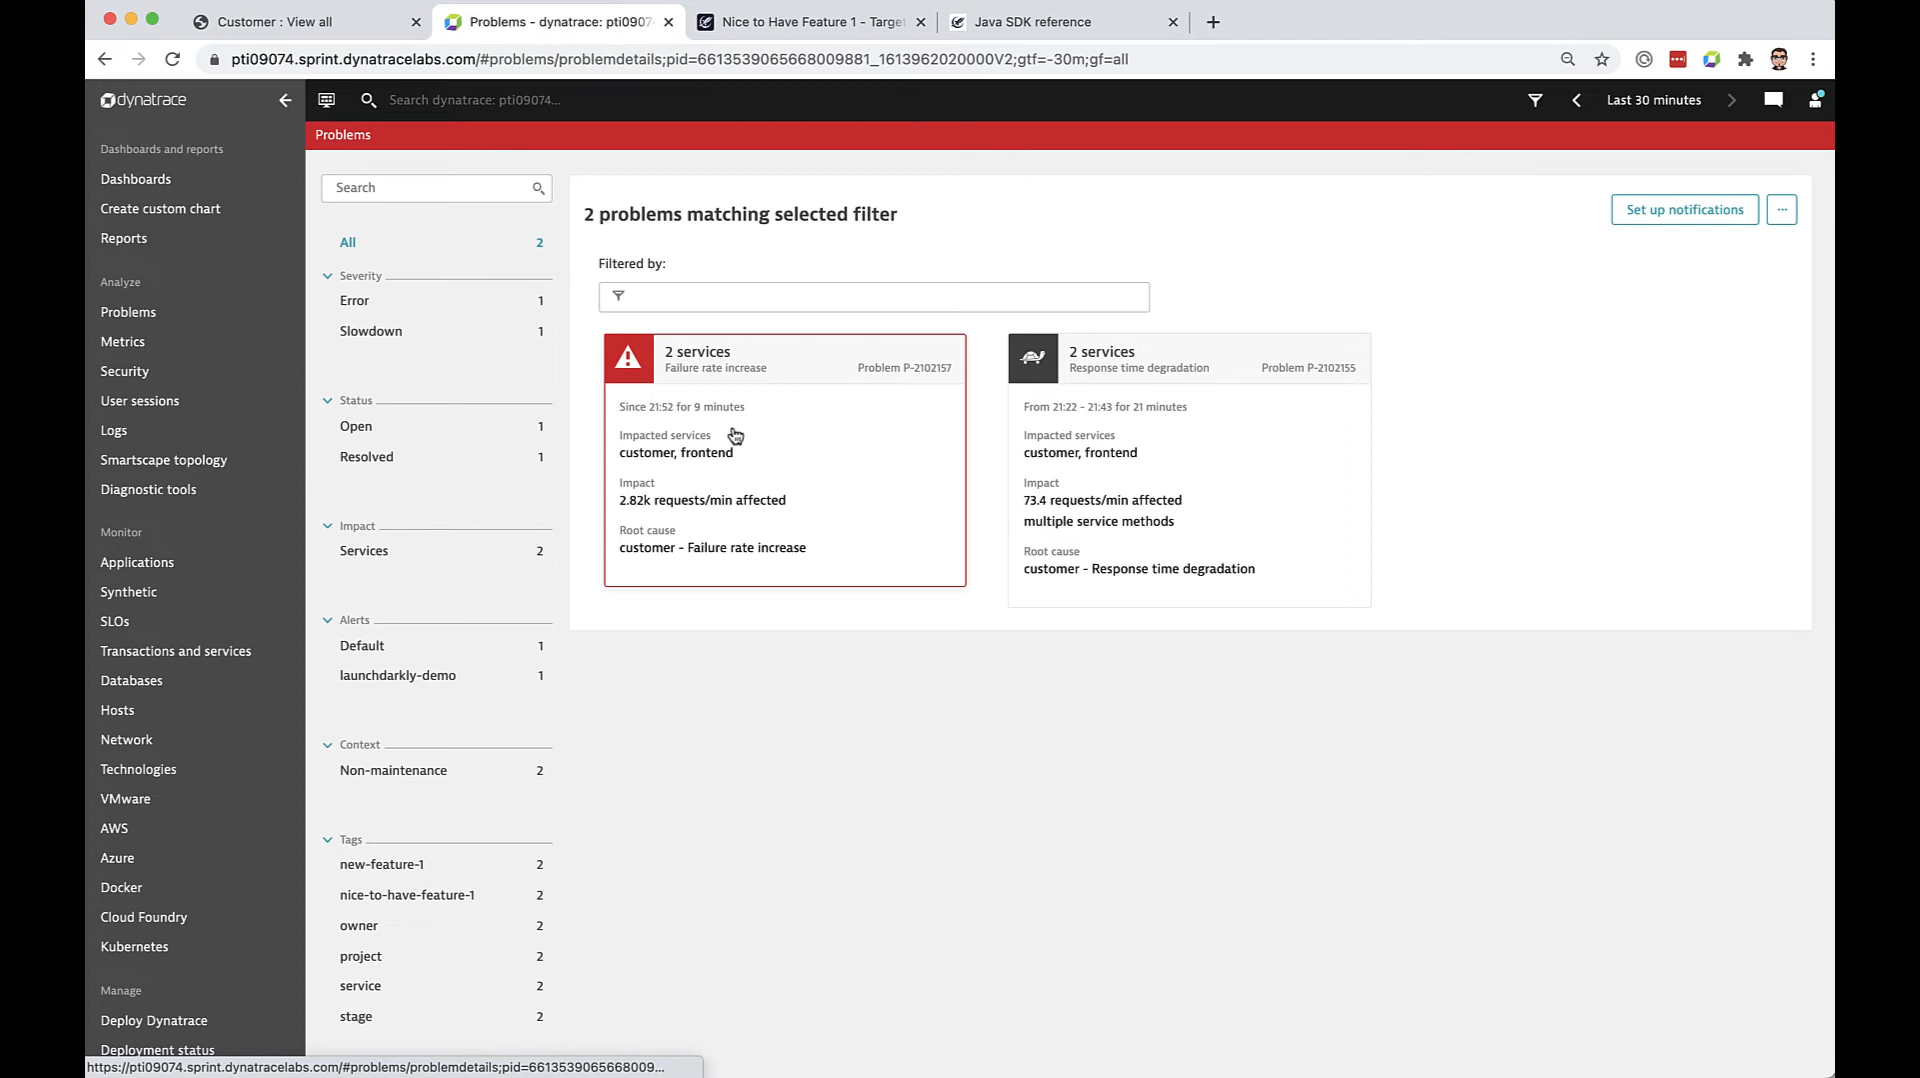 Customer : View all
Problems - dynatrace: pti0907
Nice to Have Feature 1 - Targe
Java SDK reference
pti09074.sprint.dynatracelabs.com/#problems/problemdetails;pid=6613539065668009881_1613962020000V2;gtf=-30m;gf=all
dynatrace
Search dynatrace: pti09074...
Last 30 minutes
Problems
Dashboards and reports
Dashboards
Create custom chart
Reports
Analyze
Problems
Metrics
Security
User sessions
Logs
Smartscape topology
Diagnostic tools
Monitor
Applications
Synthetic
SLOs
Transactions and services
Databases
Hosts
Network
Technologies
VMware
AWS
Azure
Docker
Cloud Foundry
Kubernetes
Manage
Deploy Dynatrace
Deployment status
Search
All 2
Severity
Error 1
Slowdown 1
Status
Open 1
Resolved 1
Impact
Services 2
Alerts
Default 1
launchdarkly-demo 1
Context
Non-maintenance 2
Tags
new-feature-1 2
nice-to-have-feature-1 2
owner 2
project 2
service 2
stage 2
2 problems matching selected filter
Set up notifications
...
Filtered by:
2 services
Failure rate increase Problem P-2102157
Since 21:52 for 9 minutes
Impacted services
customer, frontend
Impact
2.82k requests/min affected
Root cause
customer - Failure rate increase
2 services
Response time degradation Problem P-2102155
From 21:22 - 21:43 for 21 minutes
Impacted services
customer, frontend
Impact
73.4 requests/min affected
multiple service methods
Root cause
customer - Response time degradation
https://pti09074.sprint.dynatracelabs.com/#problems/problemdetails;pid=6613539065668009...